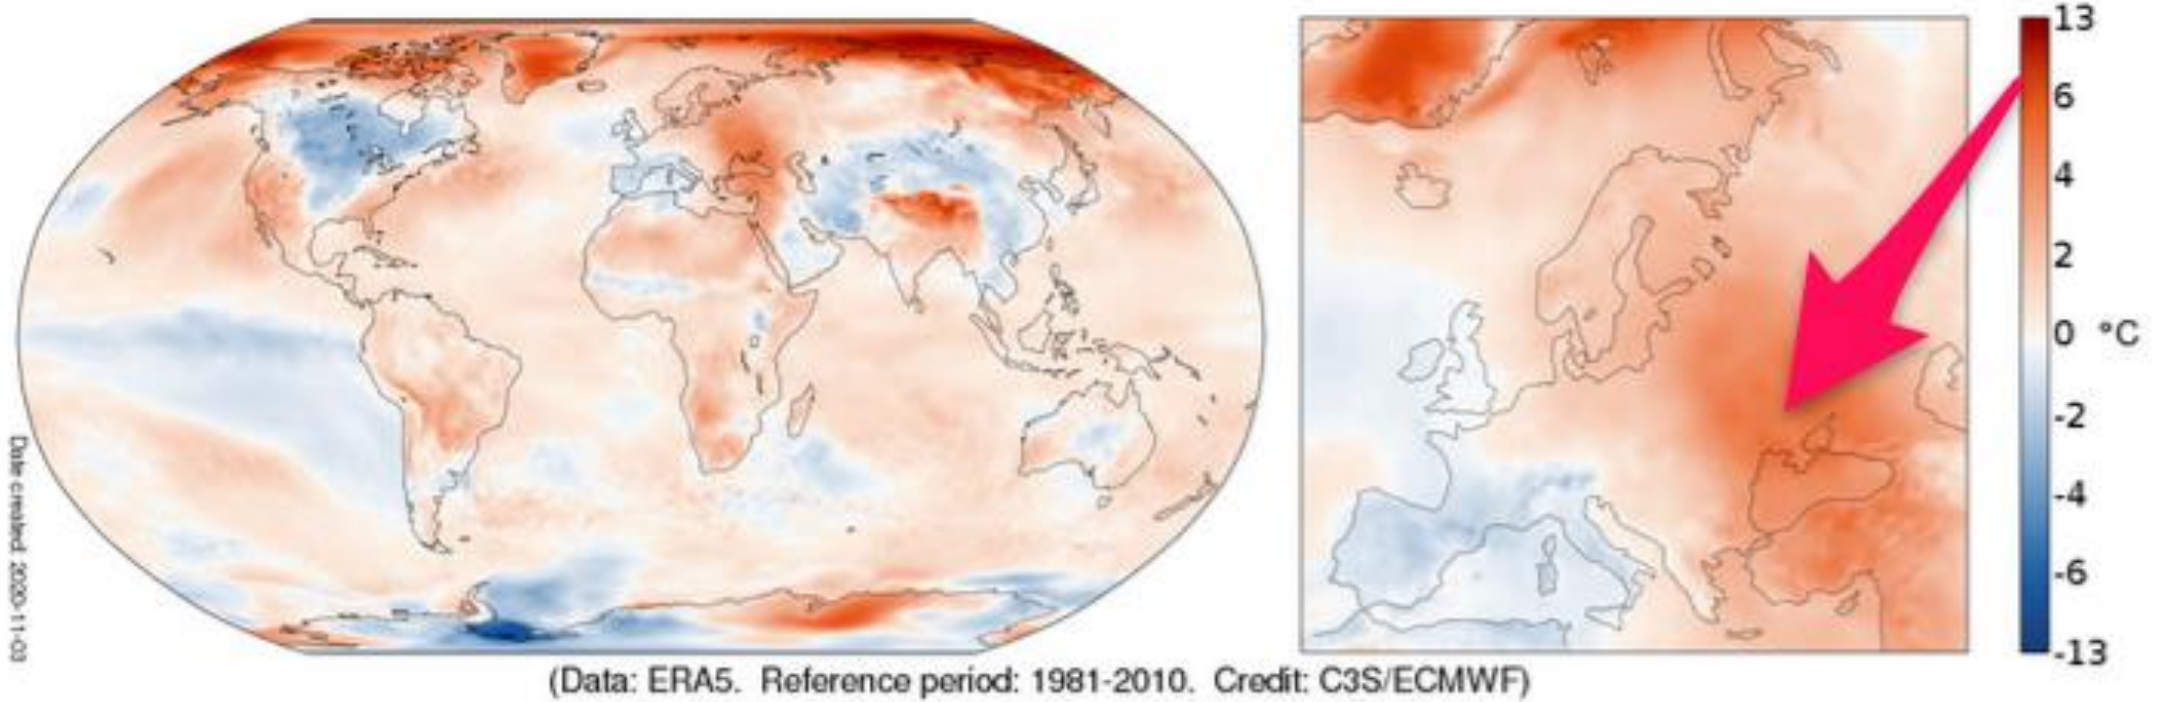 13
6
4
2
0 °C
-2
-4
-6
-13
Date created: 2020-11-03
(Data: ERA5. Reference period: 1981-2010. Credit: C3S/ECMWF)